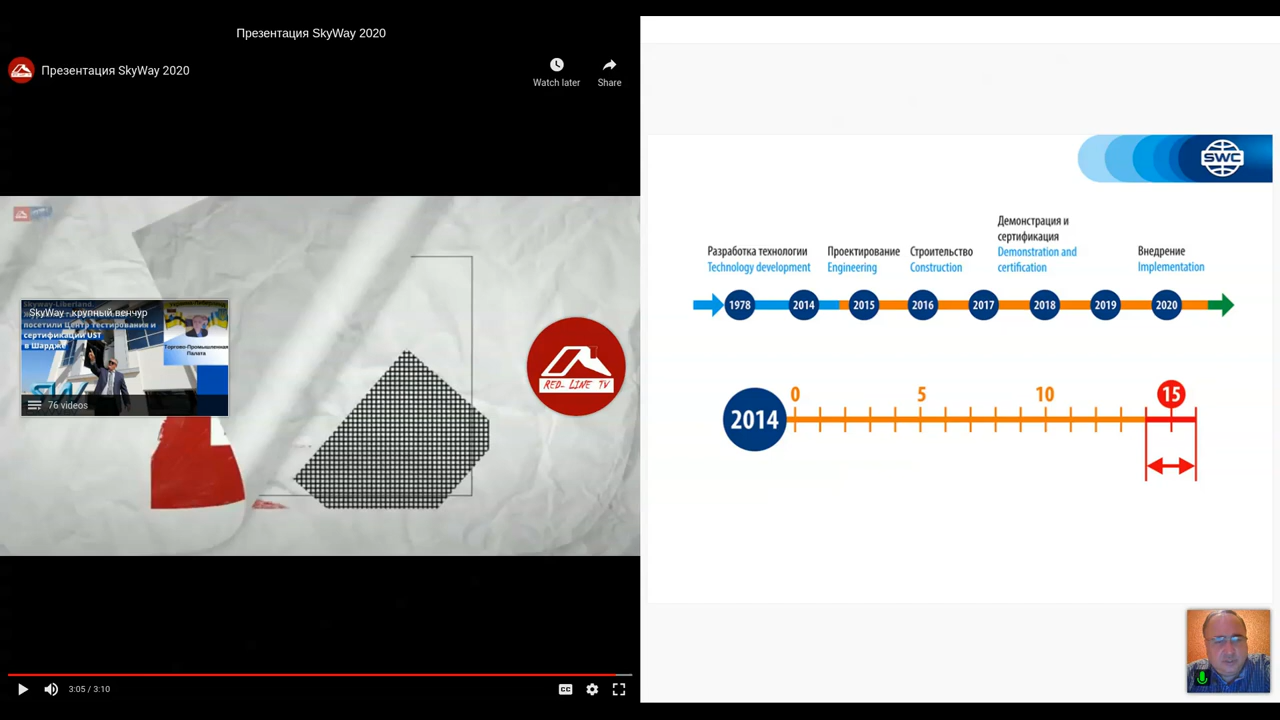 Презентация SkyWay 2020
Презентация SkyWay 2020
Watch later
Share
SkyWay-Liberland.
SkyWay - крупный венчур
посетили Центр тестирования и
сертификации UST
в Шардже
Торгово-Промышленная
Палата
76 videos
RED LINE TV
3:05 / 3:10
CC
SWC
Разработка технологии
Technology development
Проектирование
Engineering
Строительство
Construction
Демонстрация и
сертификация
Demonstration and
certification
Внедрение
Implementation
1978
2014
2015
2016
2017
2018
2019
2020
2014
0
5
10
15